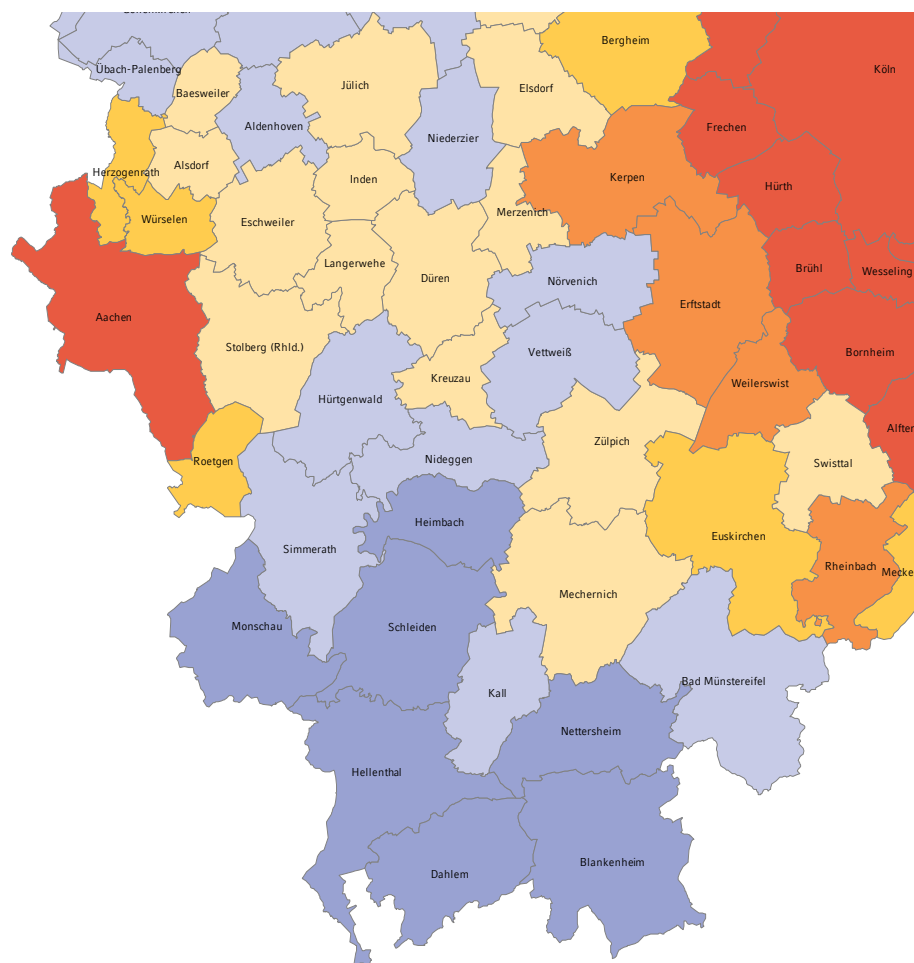 Bergheim
Köln
Übach-Palenberg
Baesweiler
Jülich
Elsdorf
Aldenhoven
Niederzier
Frechen
Herzogenrath
Alsdorf
Inden
Kerpen
Hürth
Würselen
Eschweiler
Merzenich
Langerwehe
Düren
Nörvenich
Brühl
Wesseling
Aachen
Erftstadt
Stolberg (Rhld.)
Vettweiß
Bornheim
Hürtgenwald
Kreuzau
Weilerswist
Alfter
Roetgen
Nideggen
Zülpich
Swisttal
Heimbach
Simmerath
Euskirchen
Rheinbach
Mecke
Mechernich
Monschau
Schleiden
Kall
Bad Münstereifel
Nettersheim
Hellenthal
Blankenheim
Dahlem